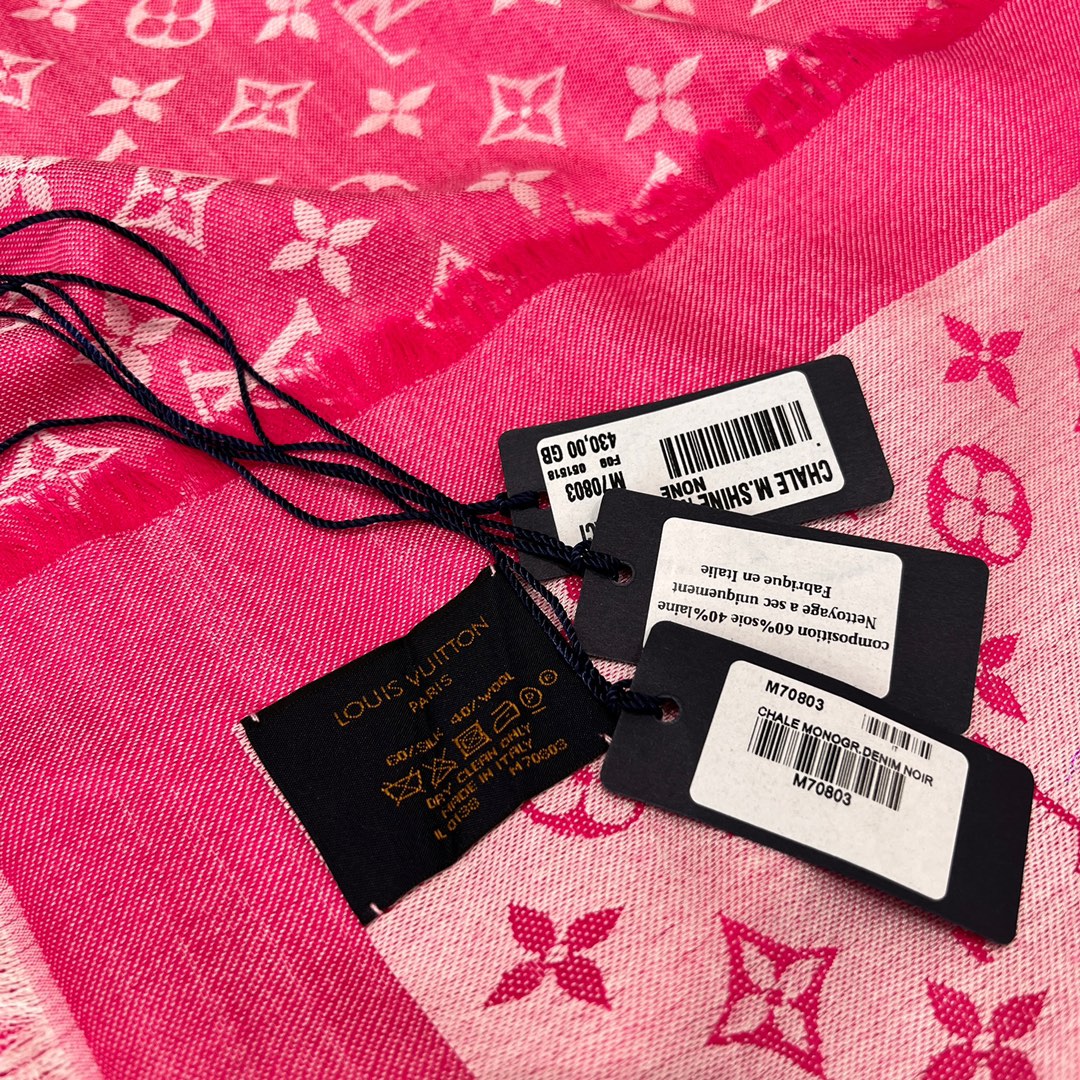 CHALE M.SHINE
NONE
M70803
F09 051518
430,00 GB
composition 60%soie 40%laine
Nettoyage a sec uniquement
Fabrique en Italie
M70803
IT
CHALE MONOGR.DENIM NOIR
M70803
LOUIS VUITTON
PARIS
60% SILK 40% WOOL
DRY CLEAN ONLY
MADE IN ITALY
M70803